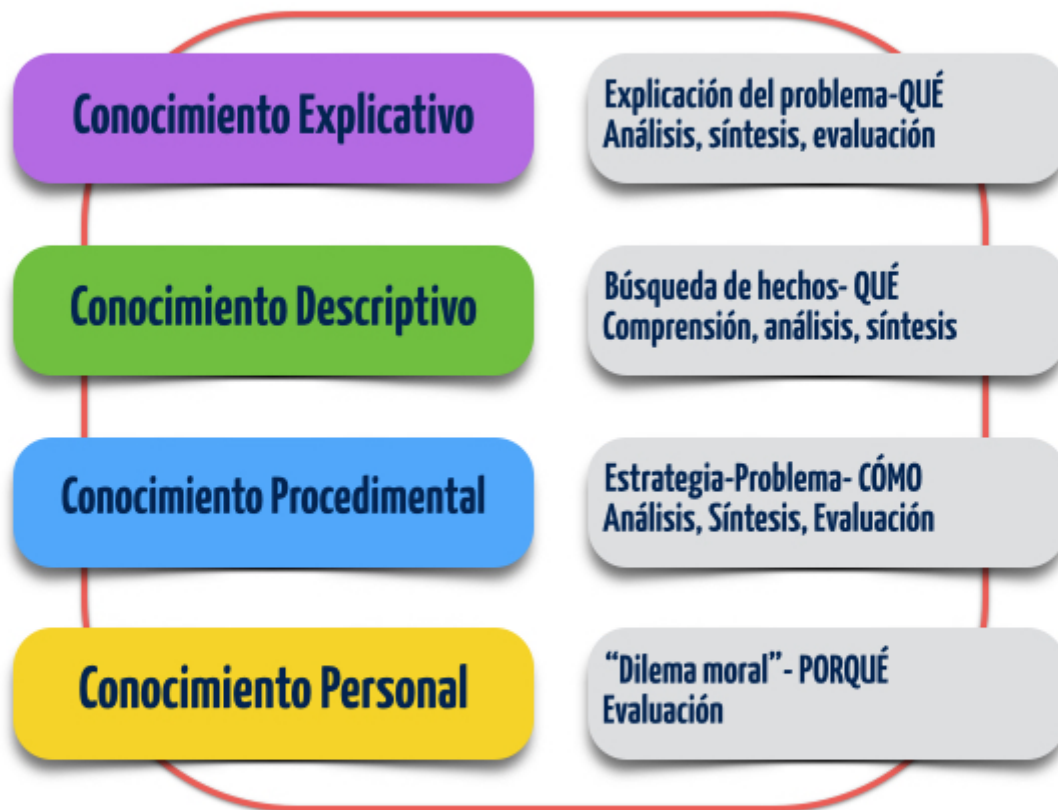 Conocimiento Explicativo
Explicación del problema-QUÉ
Análisis, síntesis, evaluación
Conocimiento Descriptivo
Búsqueda de hechos- QUÉ
Comprensión, análisis, síntesis
Conocimiento Procedimental
Estrategia-Problema- CÓMO
Análisis, Síntesis, Evaluación
Conocimiento Personal
“Dilema moral”- PORQUÉ
Evaluación